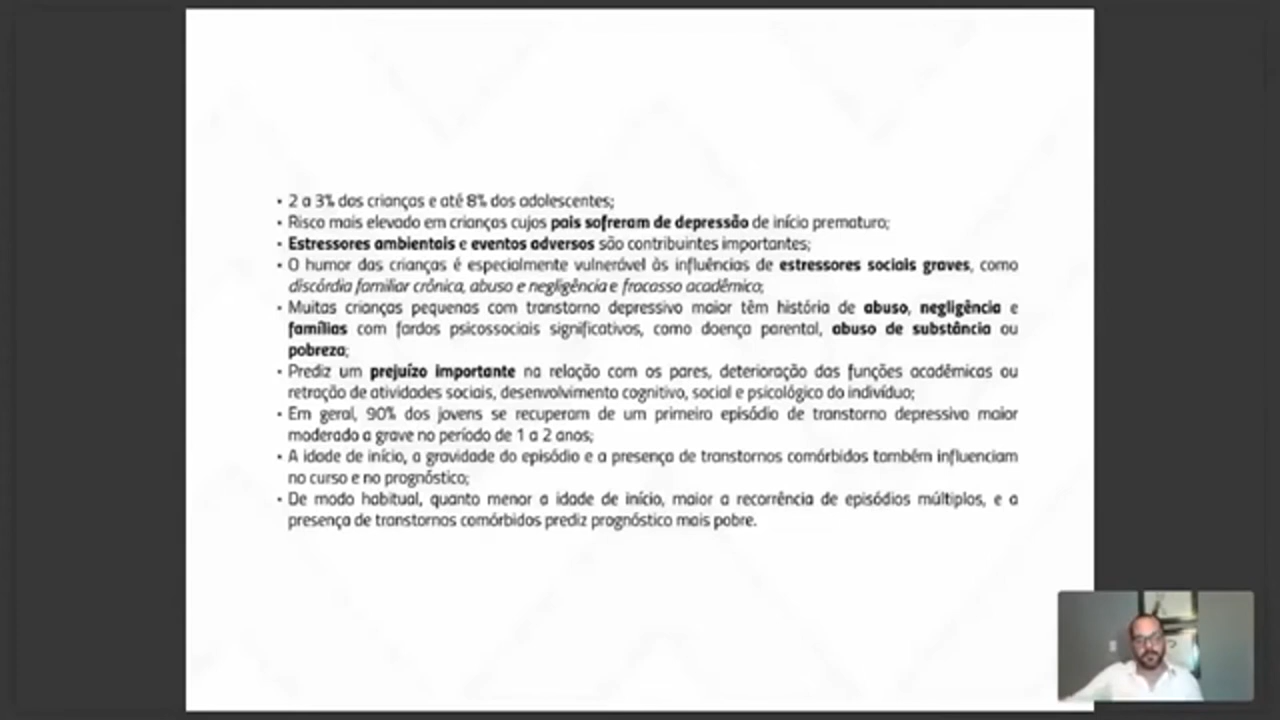 • 2 a 3% das crianças e até 8% dos adolescentes;
• Risco mais elevado em crianças cujos pais sofreram de depressão de início prematuro;
• Estressores ambientais e eventos adversos são contribuintes importantes;
• O humor das crianças é especialmente vulnerável às influências de estressores sociais graves, como
discórdia familiar crônica, abuso e negligência e fracasso acadêmico;
• Muitas crianças pequenas com transtorno depressivo maior têm história de abuso, negligência e
famílias com fardos psicossociais significativos, como doença parental, abuso de substância ou
pobreza;
• Prediz um prejuízo importante na relação com os pares, deterioração das funções acadêmicas ou
retração de atividades sociais, desenvolvimento cognitivo, social e psicológico do indivíduo;
• Em geral, 90% dos jovens se recuperam de um primeiro episódio de transtorno depressivo maior
moderado a grave no período de 1 a 2 anos;
• A idade de início, a gravidade do episódio e a presença de transtornos comórbidos também influenciam
no curso e no prognóstico;
• De modo habitual, quanto menor a idade de início, maior a recorrência de episódios múltiplos, e a
presença de transtornos comórbidos prediz prognóstico mais pobre.